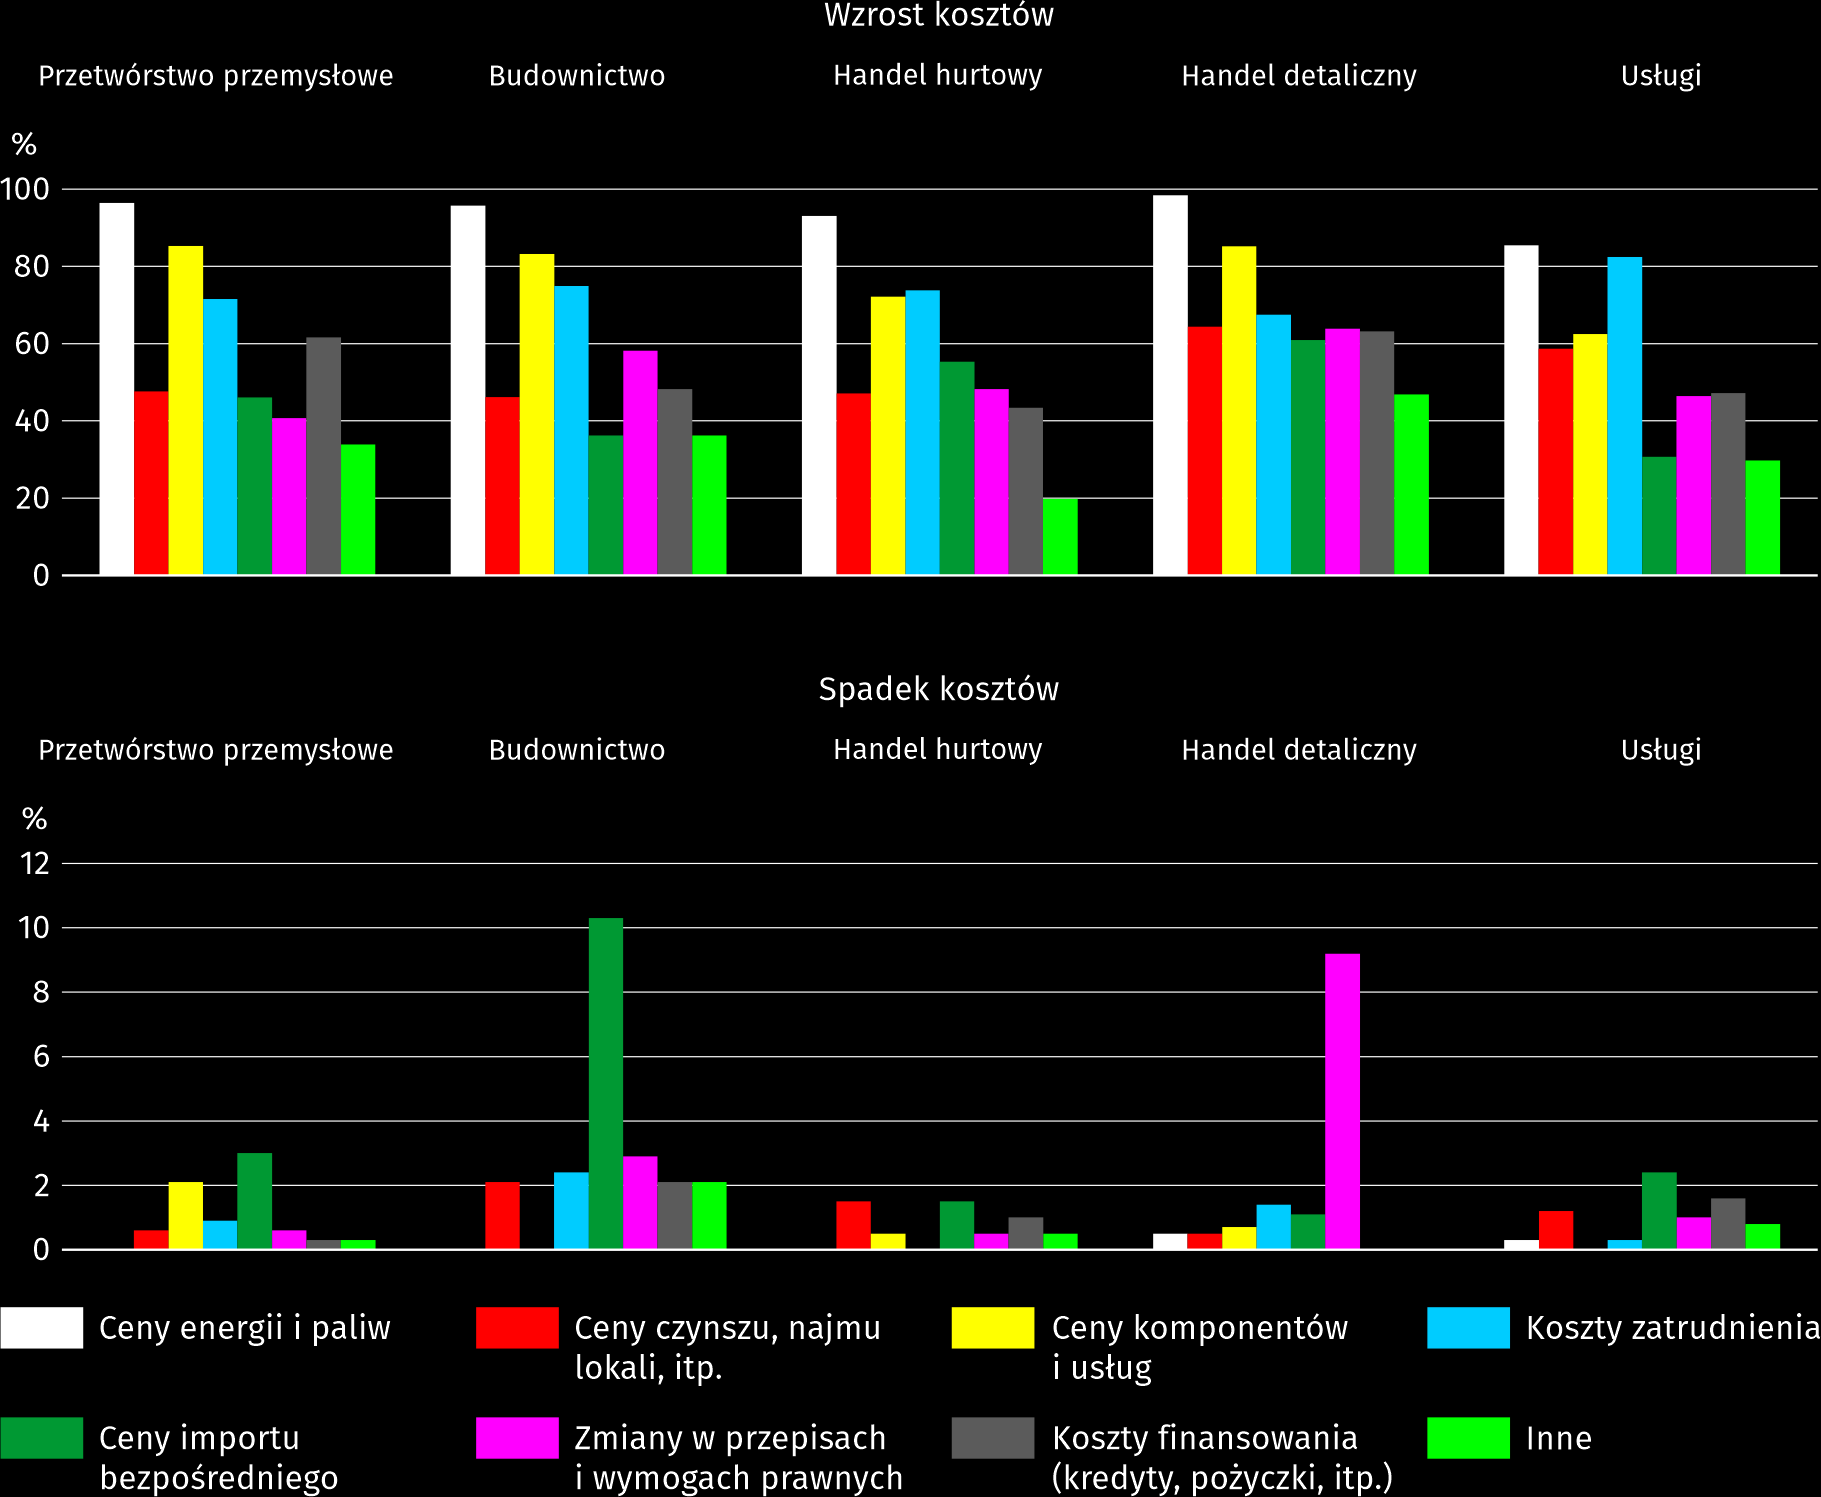 Wzrost kosztów
Przetwórstwo przemysłowe Budownictwo Handel hurtowy Handel detaliczny Usługi
%
100
80
60
40
20
0
Spadek kosztów
Przetwórstwo przemysłowe Budownictwo Handel hurtowy Handel detaliczny Usługi
%
12
10
8
6
4
2
0
Ceny energii i paliw
Ceny czynszu, najmu
lokali, itp.
Ceny komponentów
i usług
Koszty zatrudnienia
Ceny importu
bezpośredniego
Zmiany w przepisach
i wymogach prawnych
Koszty finansowania
(kredyty, pożyczki, itp.)
Inne